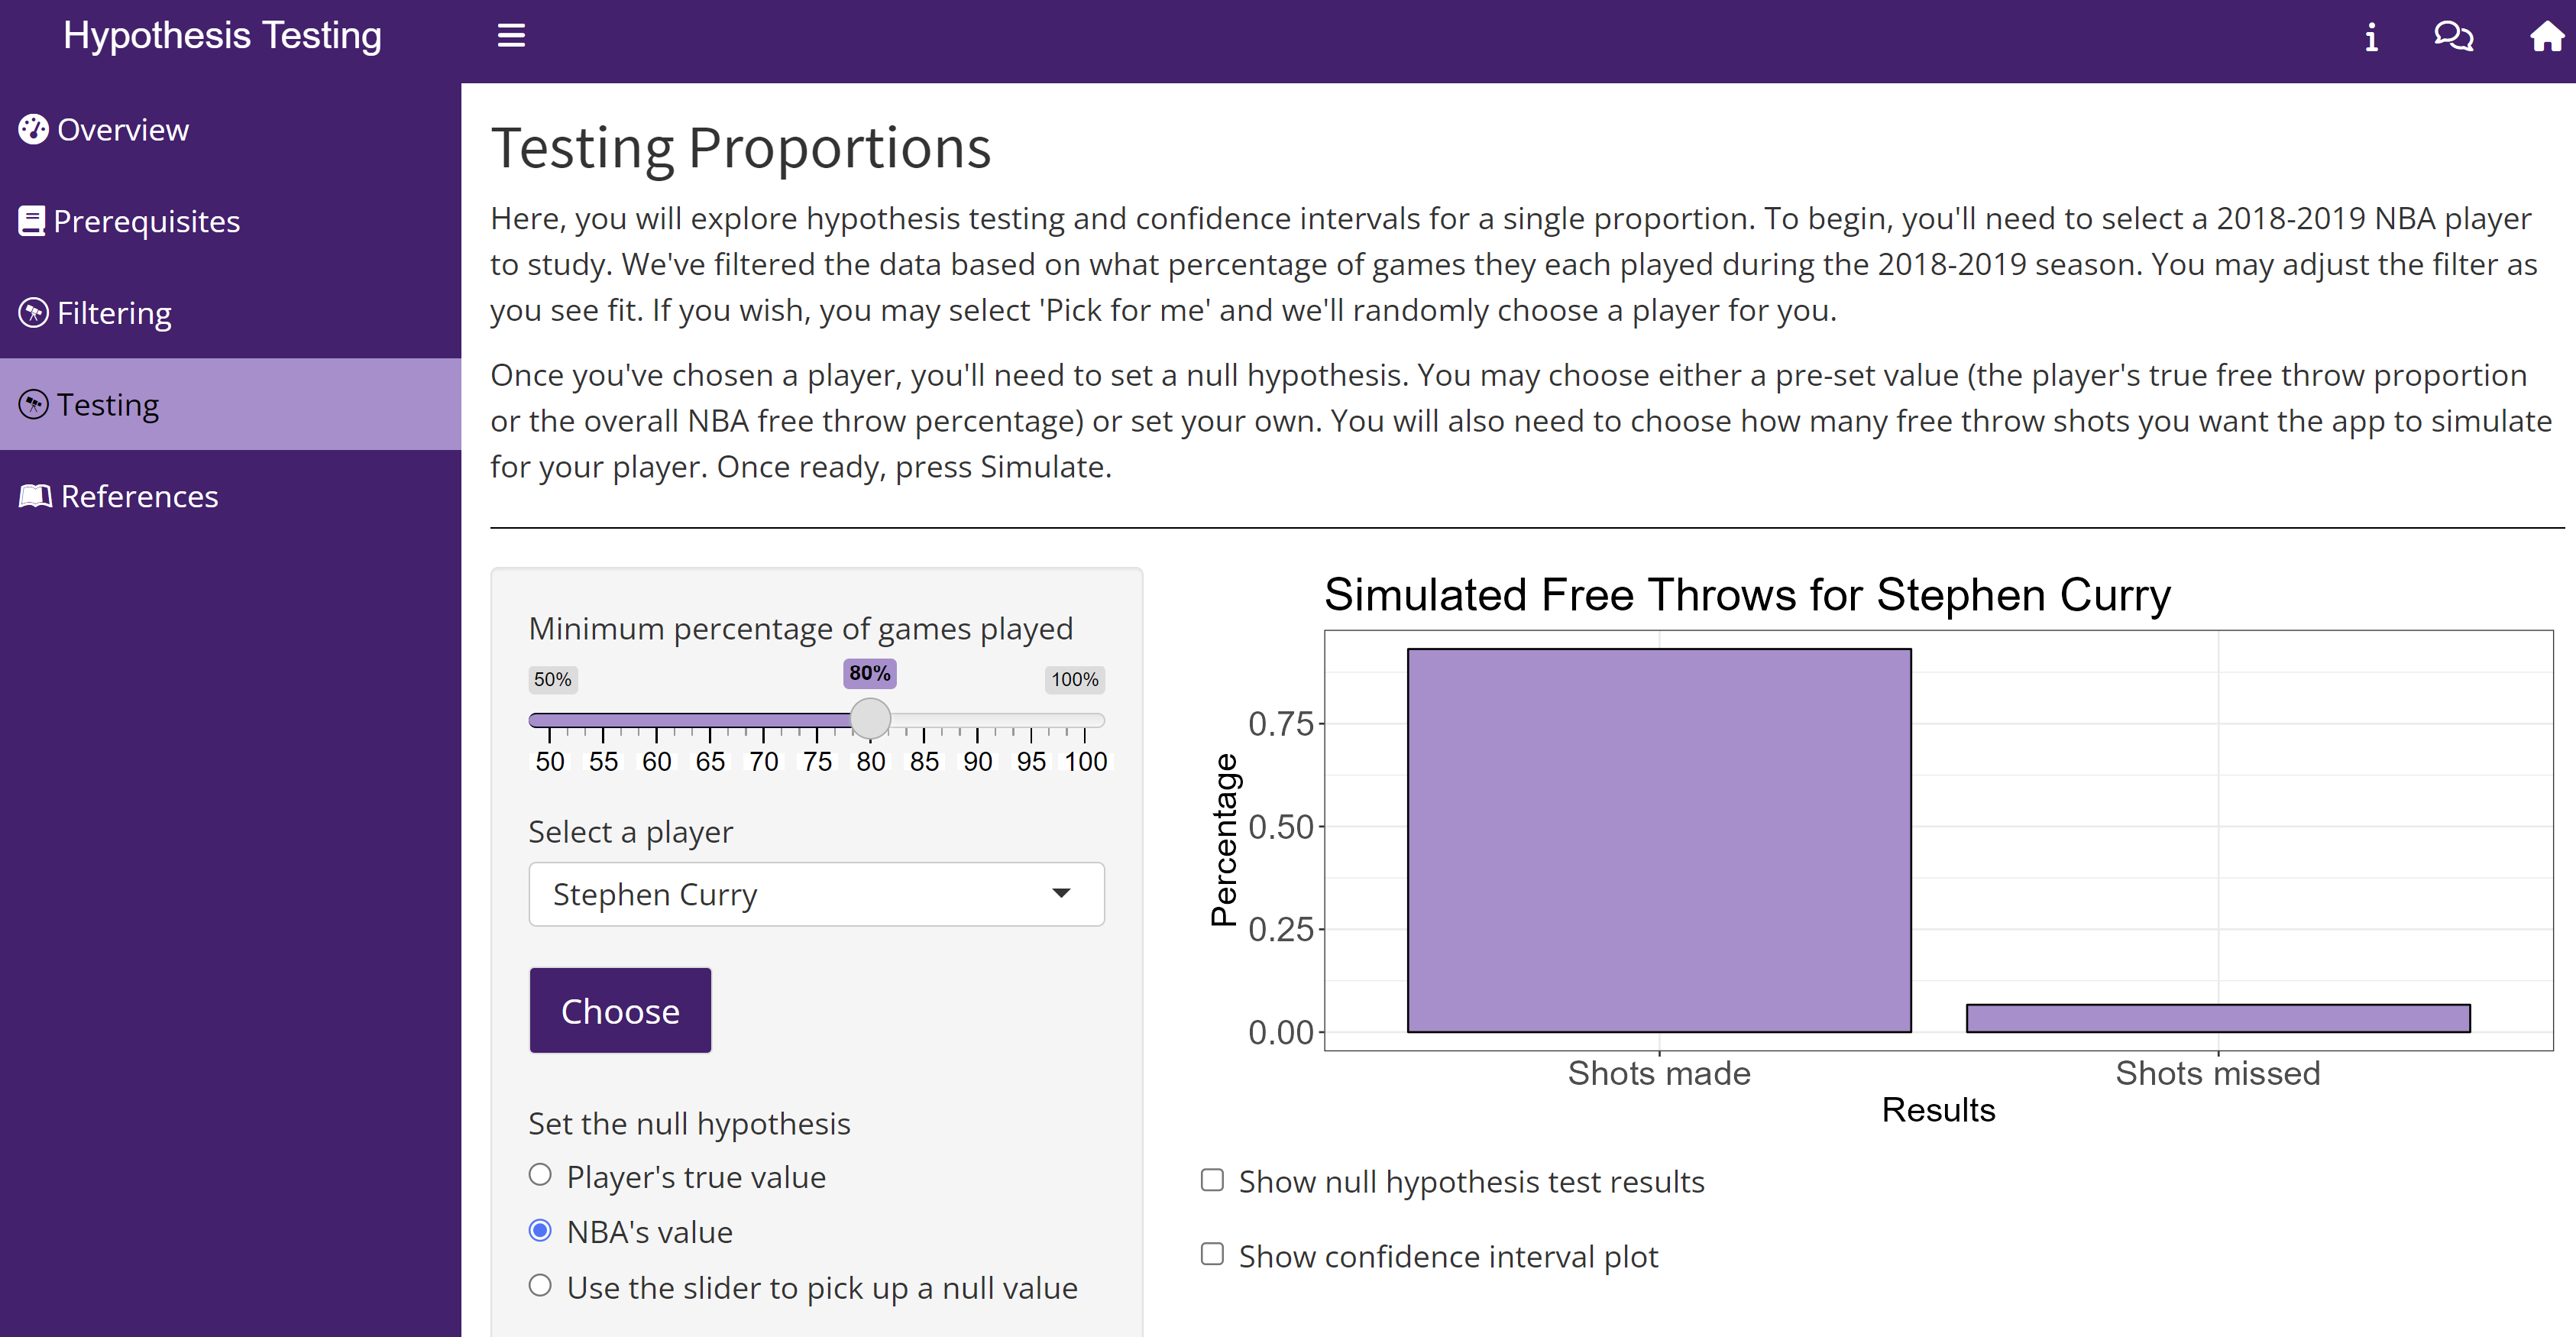 Hypothesis Testing
Overview
Prerequisites
Filtering
Testing
References
Testing Proportions
Here, you will explore hypothesis testing and confidence intervals for a single proportion. To begin, you'll need to select a 2018-2019 NBA player
to study. We've filtered the data based on what percentage of games they each played during the 2018-2019 season. You may adjust the filter as
you see fit. If you wish, you may select 'Pick for me' and we'll randomly choose a player for you.
Once you've chosen a player, you'll need to set a null hypothesis. You may choose either a pre-set value (the player's true free throw proportion
or the overall NBA free throw percentage) or set your own. You will also need to choose how many free throw shots you want the app to simulate
for your player. Once ready, press Simulate.
Minimum percentage of games played
50% 80% 100%
50 55 60 65 70 75 80 85 90 95 100
Select a player
Stephen Curry
Choose
Set the null hypothesis
Player's true value
NBA's value
Use the slider to pick up a null value
Simulated Free Throws for Stephen Curry
Percentage
0.75
0.50
0.25
0.00
Shots made Shots missed
Results
Show null hypothesis test results
Show confidence interval plot